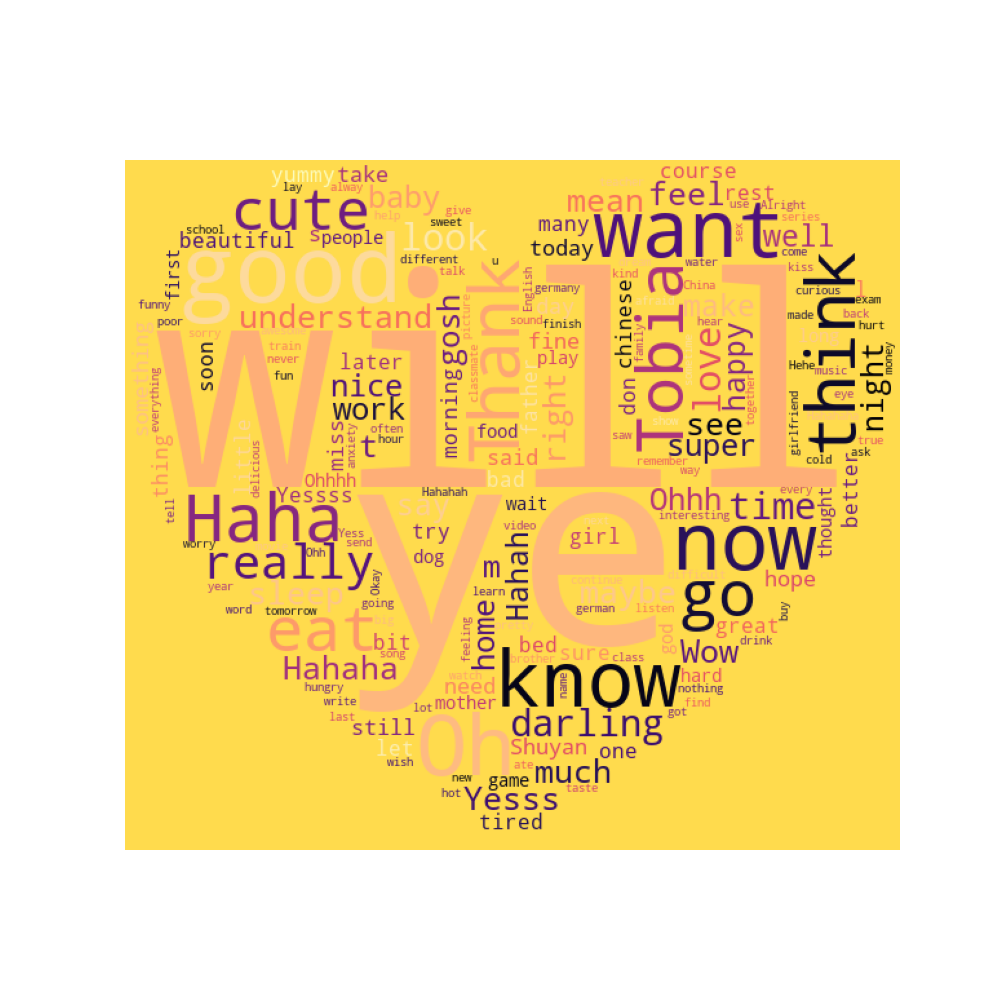 yummy
take
course
lay
alway
baby
mean
feel
rest
cute
help
give
sweet
many
want
use
Alright
series
school
beautiful
s
people
look
today
sex
well
first
good
different
talk
u
English
kind
water
come
kiss
think
germany
China
curious
l
exam
funny
poor
sorry
understand
morning
gosh
picture
Thank
day
sound
finish
chinese
family
Tobia
make
hear
made
back
hurt
something
everything
will
train
never
fun
soon
later
nice
work
classmate
fine
play
love
happy
Hehe
music
night
money
eye
father
right
don
see
super
together
girlfriend
cold
true
ask
thing
delicious
little
miss
anxiety
t
often
hour
food
said
saw
remember
way
bad
better
tell
Ohhhh
Yessss
Hahahah
Haha
say
wait
Ohhh
time
every
interesting
thought
worry
Ohh
Yess
send
try
video
girl
now
really
dog
ye
m
Hahah
continue
hope
year
sleep
Okay
going
learn
maybe
go
word
tomorrow
big
german
listen
buy
eat
bit
song
feeling
home
bed
sure
god
great
drink
Hahaha
brother
class
Wow
hungry
watch
need
know
name
hard
nothing
write
mother
find
last
lot
got
still
Oh
darling
let
Shuyan
one
wish
ate
new
game
much
hot
Yesss
taste
tired